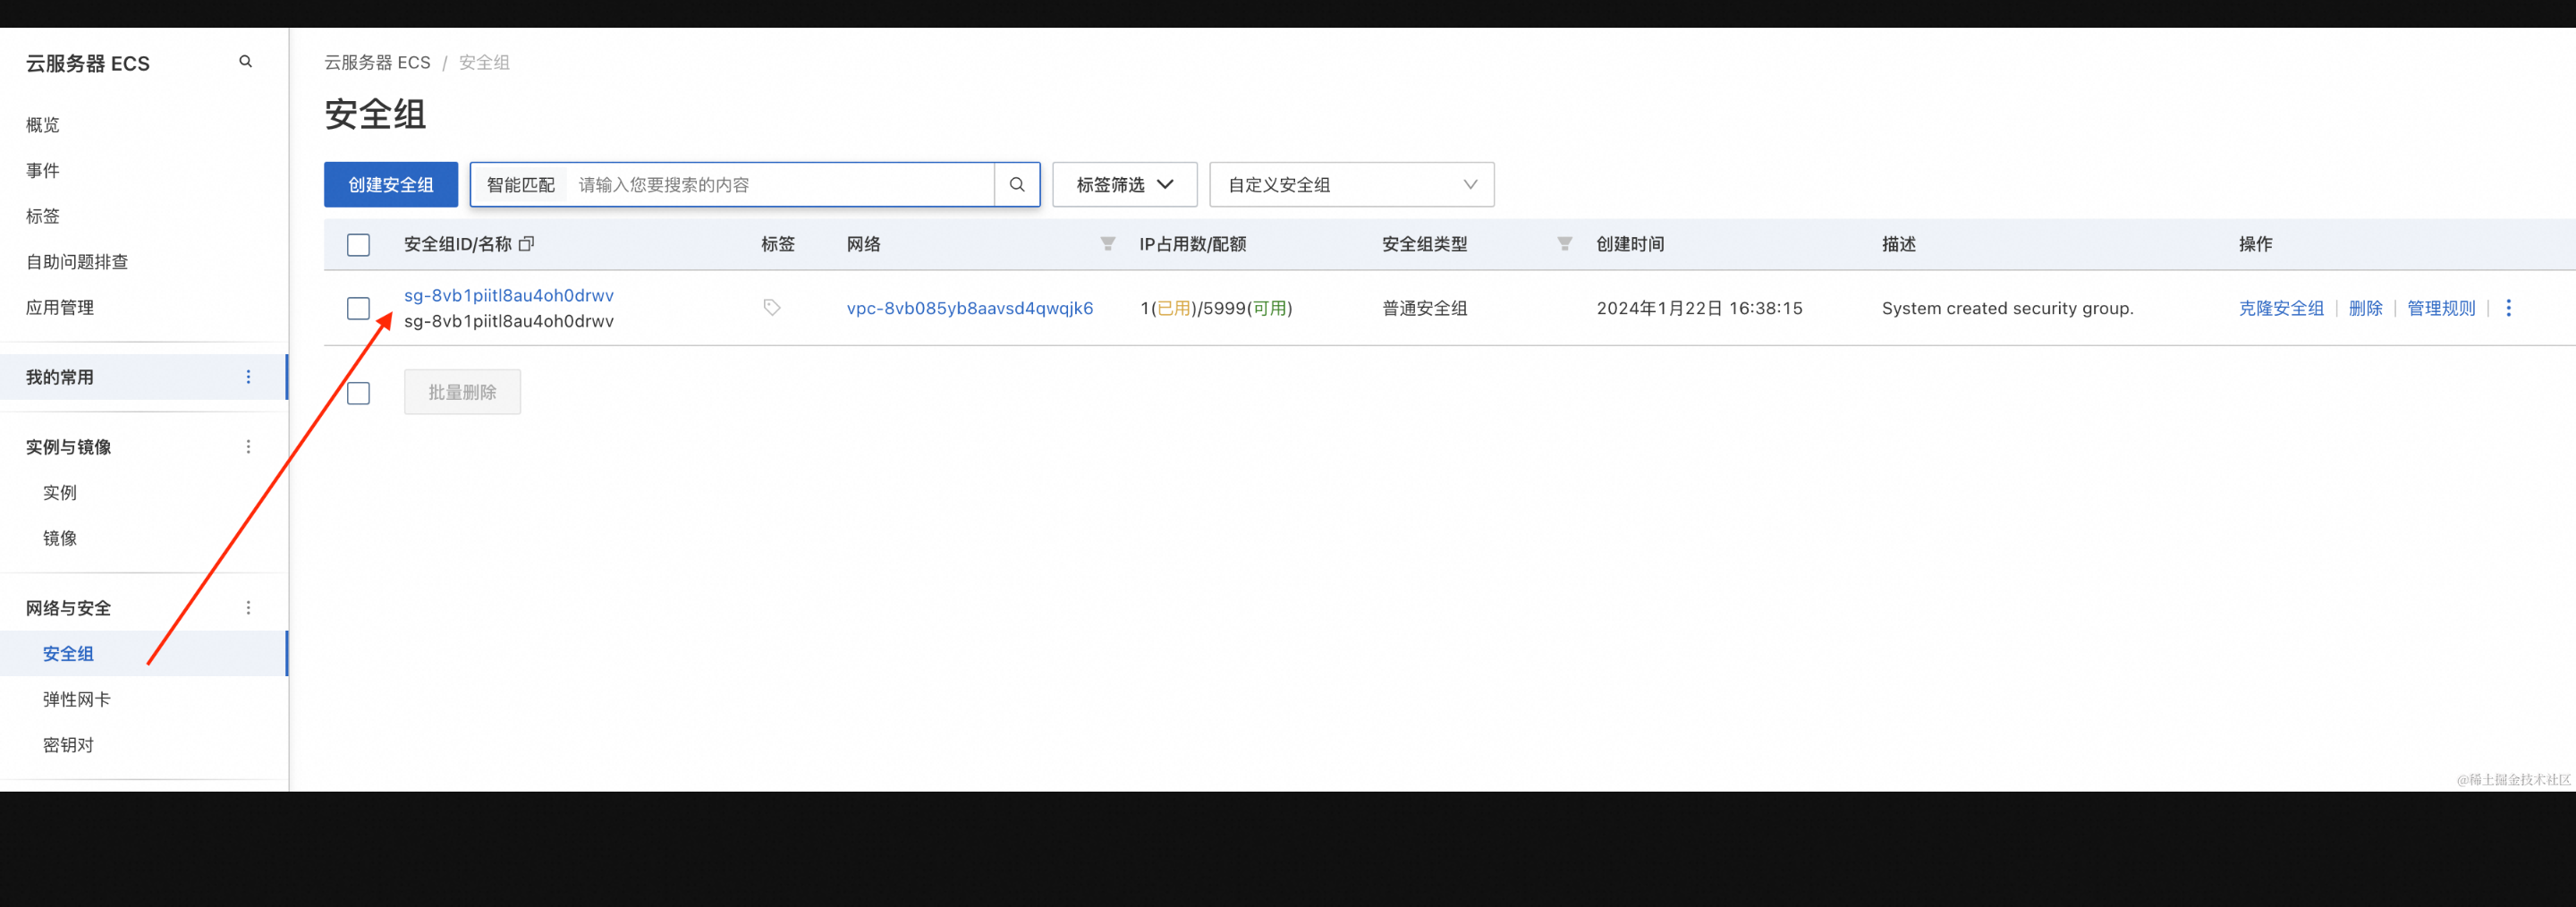 云服务器 ECS
概览
事件
标签
自助问题排查
应用管理
我的常用
实例与镜像
实例
镜像
网络与安全
安全组
弹性网卡
密钥对
云服务器 ECS / 安全组
安全组
创建安全组 智能匹配 请输入您要搜索的内容 标签筛选 自定义安全组
安全组ID/名称 标签 网络 IP占用数/配额 安全组类型 创建时间 描述 操作
sg-8vb1piitl8au4oh0drwv
sg-8vb1piitl8au4oh0drwv
vpc-8vb085yb8aavsd4qwqjk6 1(已用)/5999(可用) 普通安全组 2024年1月22日 16:38:15 System created security group. 克隆安全组 | 删除 | 管理规则 |
批量删除
@稀土掘金技术社区